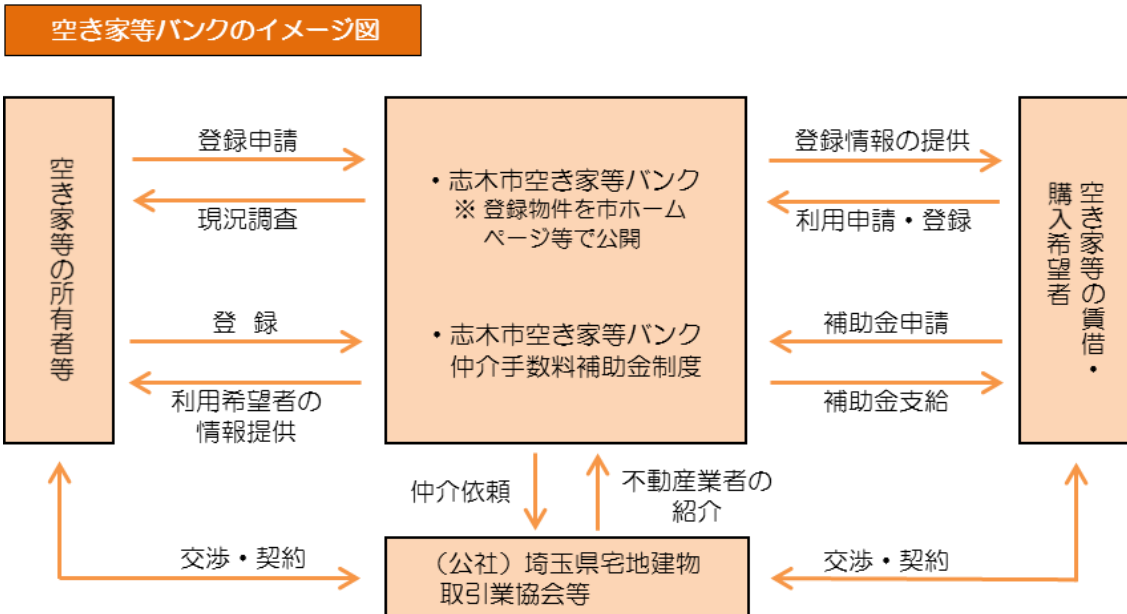 空き家等バンクのイメージ図
空き家等の所有者等
登録申請
現況調査
登 録
利用希望者の
情報提供
・志木市空き家等バンク
※ 登録物件を市ホーム
ページ等で公開
・志木市空き家等バンク
仲介手数料補助金制度
登録情報の提供
利用申請・登録
補助金申請
補助金支給
空き家等の賃借・
購入希望者
仲介依頼
不動産業者の
紹介
交渉・契約
（公社）埼玉県宅地建物
取引業協会等
交渉・契約